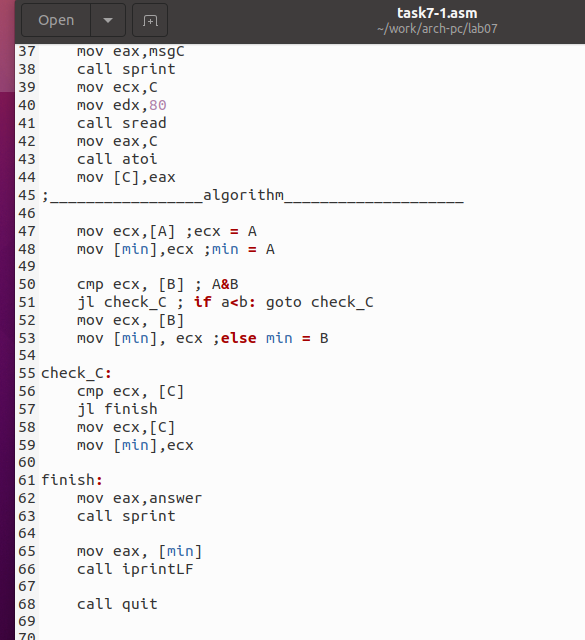 Open
task7-1.asm
~/work/arch-pc/lab07
37 mov eax,msgC
38 call sprint
39 mov ecx,C
40 mov edx,80
41 call sread
42 mov eax,C
43 call atoi
44 mov [C],eax
45 ;_________________algorithm____________________
46
47 mov ecx,[A] ;ecx = A
48 mov [min],ecx ;min = A
49
50 cmp ecx, [B] ; A&B
51 jl check_C ; if a<b: goto check_C
52 mov ecx, [B]
53 mov [min], ecx ;else min = B
54
55 check_C:
56 cmp ecx, [C]
57 jl finish
58 mov ecx,[C]
59 mov [min],ecx
60
61 finish:
62 mov eax,answer
63 call sprint
64
65 mov eax, [min]
66 call iprintLF
67
68 call quit
69
70